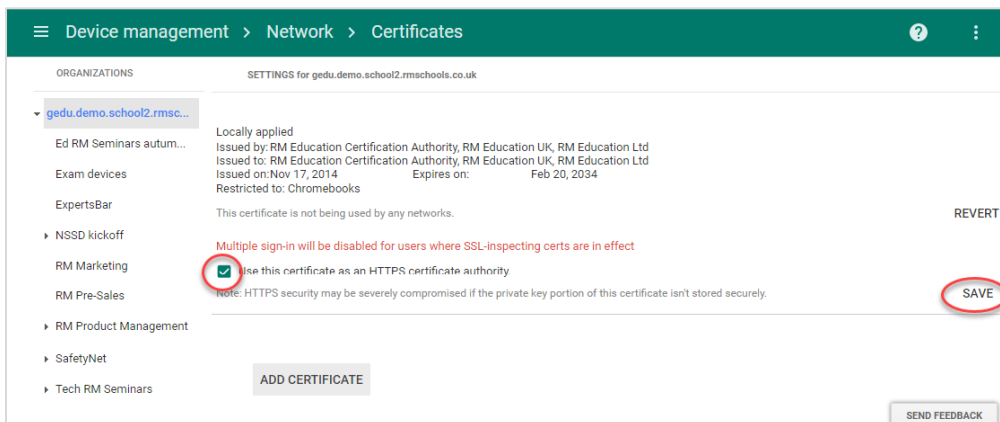 Device management > Network > Certificates
ORGANIZATIONS
SETTINGS for gedu.demo.school2.rmschools.co.uk
gedu.demo.school2.rmsc...
Ed RM Seminars autum...
Exam devices
ExpertsBar
NSSD kickoff
RM Marketing
RM Pre-Sales
RM Product Management
SafetyNet
Tech RM Seminars
Locally applied
Issued by: RM Education Certification Authority, RM Education UK, RM Education Ltd
Issued to: RM Education Certification Authority, RM Education UK, RM Education Ltd
Issued on:Nov 17, 2014 Expires on: Feb 20, 2034
Restricted to: Chromebooks
This certificate is not being used by any networks.
REVERT
Multiple sign-in will be disabled for users where SSL-inspecting certs are in effect
Use this certificate as an HTTPS certificate authority
Note: HTTPS security may be severely compromised if the private key portion of this certificate isn't stored securely.
SAVE
ADD CERTIFICATE
SEND FEEDBACK